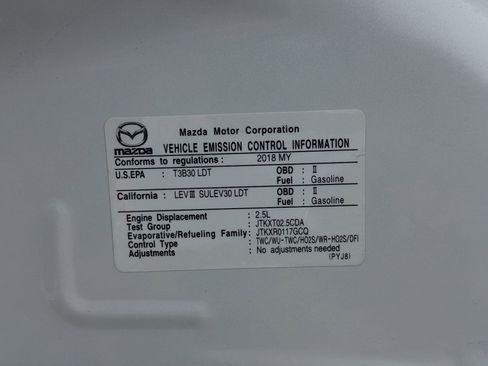 Mazda Motor Corporation
mazda VEHICLE EMISSION CONTROL INFORMATION
Conforms to regulations: 2018 MY
U.S.EPA : T3B30 LDT OBD : II
Fuel : Gasoline
California : LEVIII SULEV30 LDT OBD : II
Fuel : Gasoline
Engine Displacement : 2.5L
Test Group : JTKXT02.5CDA
Evaporative/Refueling Family: JTKXR0117GCQ
Control Type : TWC/WU-TWC/HO2S/WR-HO2S/DFI
Adjustments : No adjustments needed
(PYJ8)